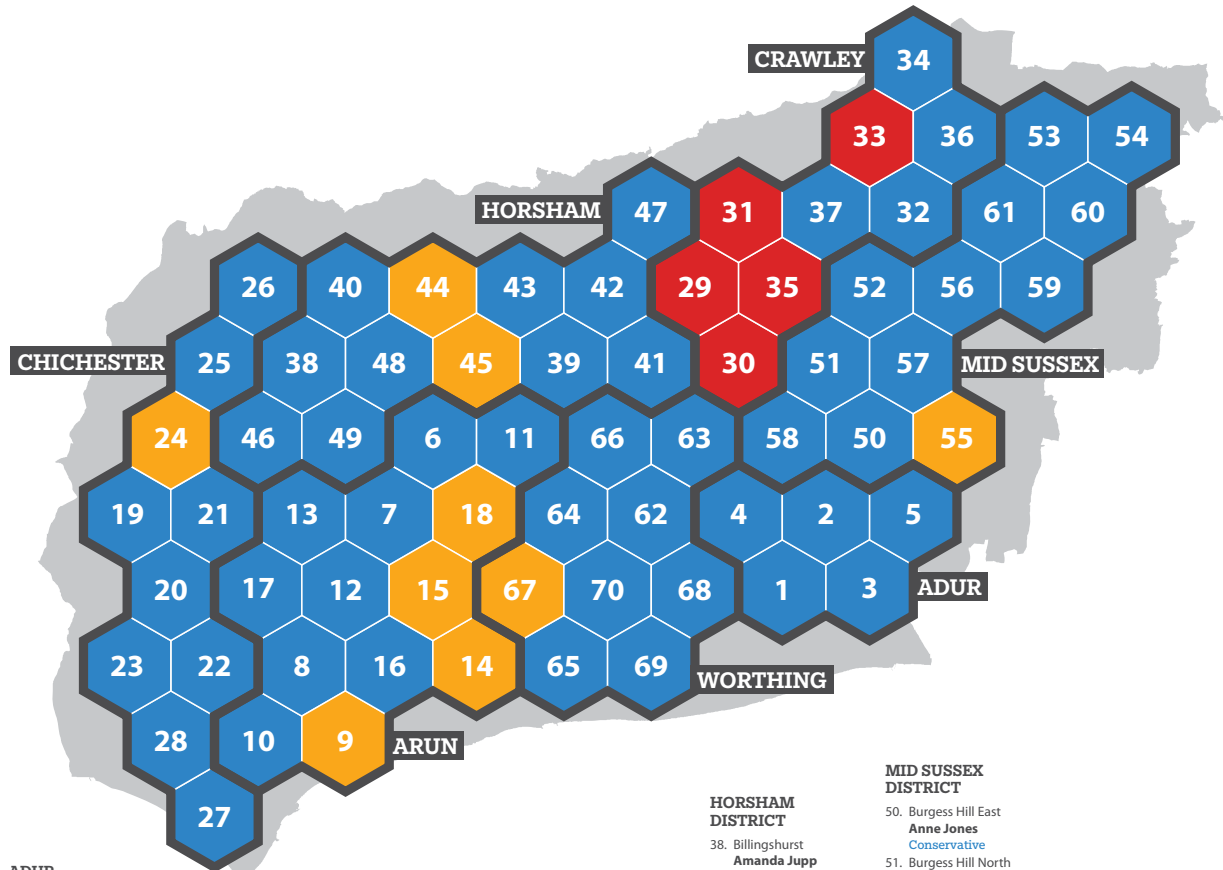 34
CRAWLEY
33 36 53 54
HORSHAM 47 31 37 32 61 60
26 40 44 43 42 29 35 52 56 59
CHICHESTER 25 38 48 45 39 41 30 51 57 MID SUSSEX
24 46 49 6 11 66 63 58 50 55
19 21 13 7 18 64 62 4 2 5
20 17 12 15 67 70 68 1 3 ADUR
23 22 8 16 14 65 69 WORTHING
28 10 9 ARUN
27
HORSHAM
DISTRICT
38. Billingshurst
Amanda Jupp
MID SUSSEX
DISTRICT
50. Burgess Hill East
Anne Jones
Conservative
51. Burgess Hill North